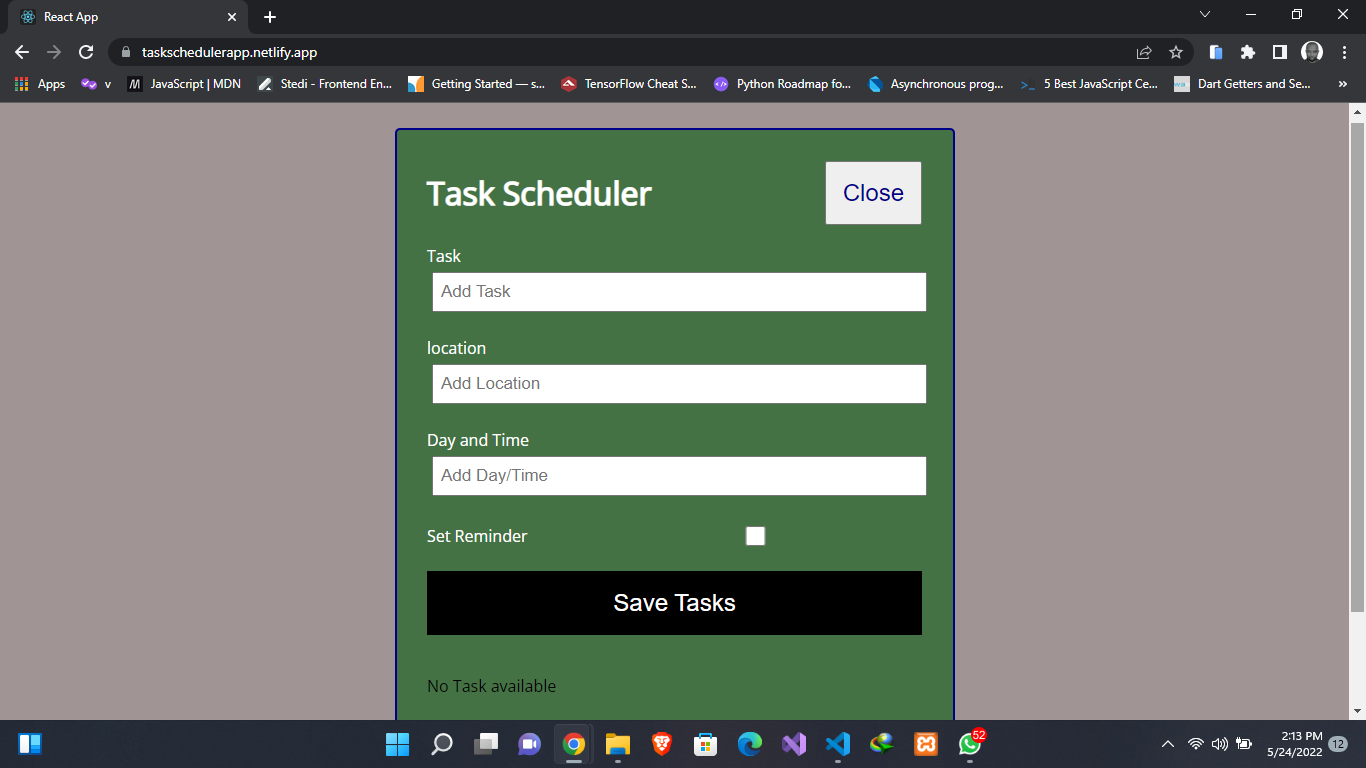 React App
taskschedulerapp.netlify.app
Apps v JavaScript | MDN Stedi - Frontend En... Getting Started — s... TensorFlow Cheat S... Python Roadmap fo... Asynchronous prog... 5 Best JavaScript Ce... Dart Getters and Se... »
Task Scheduler Close
Task
Add Task
location
Add Location
Day and Time
Add Day/Time
Set Reminder
Save Tasks
No Task available
52
2:13 PM
5/24/2022 12